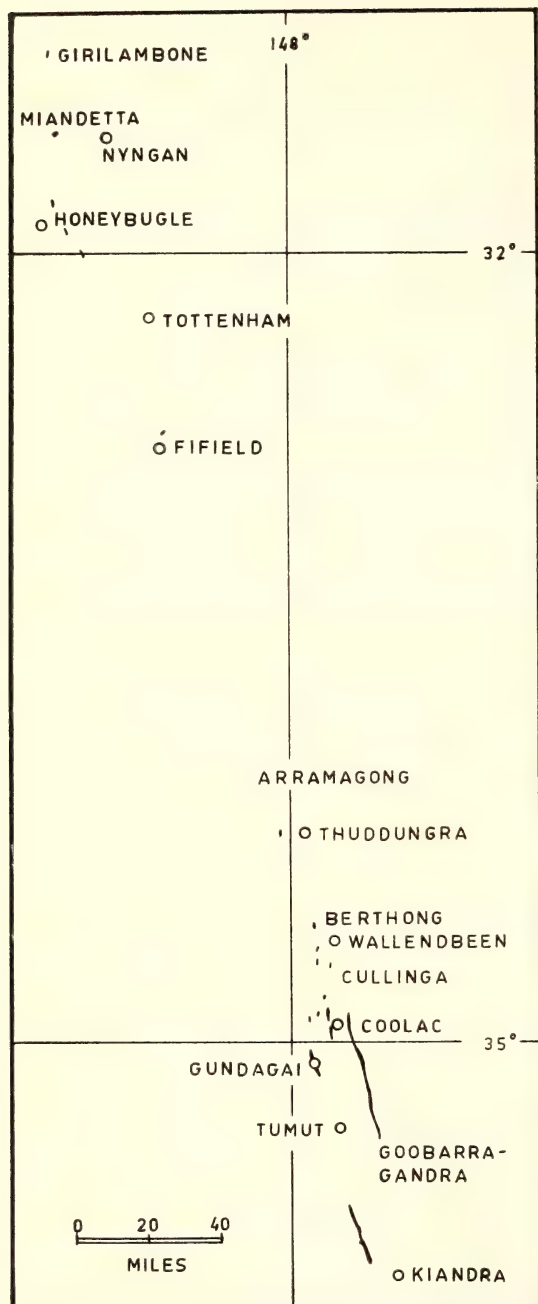 148°
GIRILAMBONE
MIANDETTA
NYNGAN
HONEYBUGLE
32°
TOTTENHAM
FIFIELD
ARRAMAGONG
THUDDUNGRA
BERTHONG
WALLENDBEEN
CULLINGA
COOLAC
35°
GUNDAGAI
TUMUT
GOOBARRA-
GANDRA
0 20 40
MILES
KIANDRA